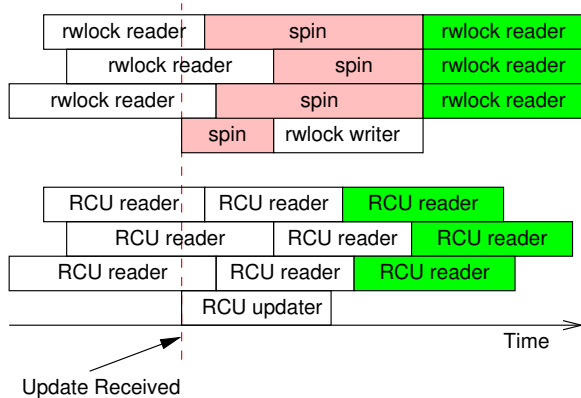 rwlock reader spin rwlock reader
rwlock reader spin rwlock reader
rwlock reader spin rwlock reader
spin rwlock writer
RCU reader RCU reader RCU reader
RCU reader RCU reader RCU reader
RCU reader RCU reader RCU reader
RCU updater
Time
Update Received